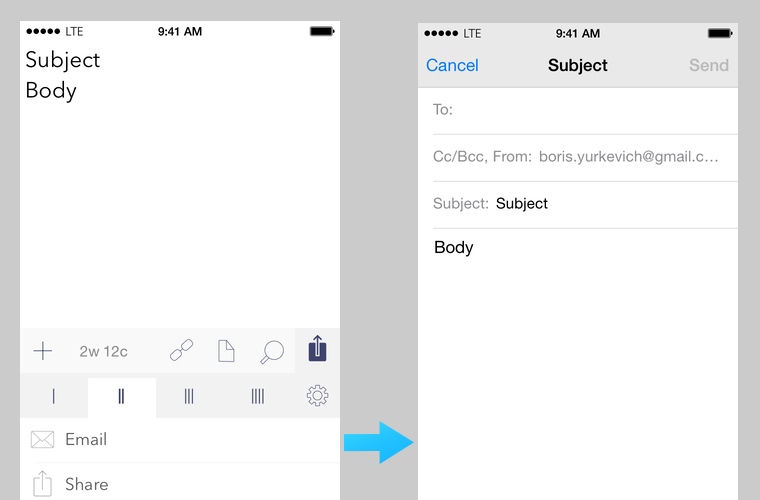 ●●●●● LTE 9:41 AM
Subject
Body
2w 12c
Email
Share
●●●●● LTE 9:41 AM
Cancel Subject Send
To:
Cc/Bcc, From: boris.yurkevich@gmail.c...
Subject: Subject
Body